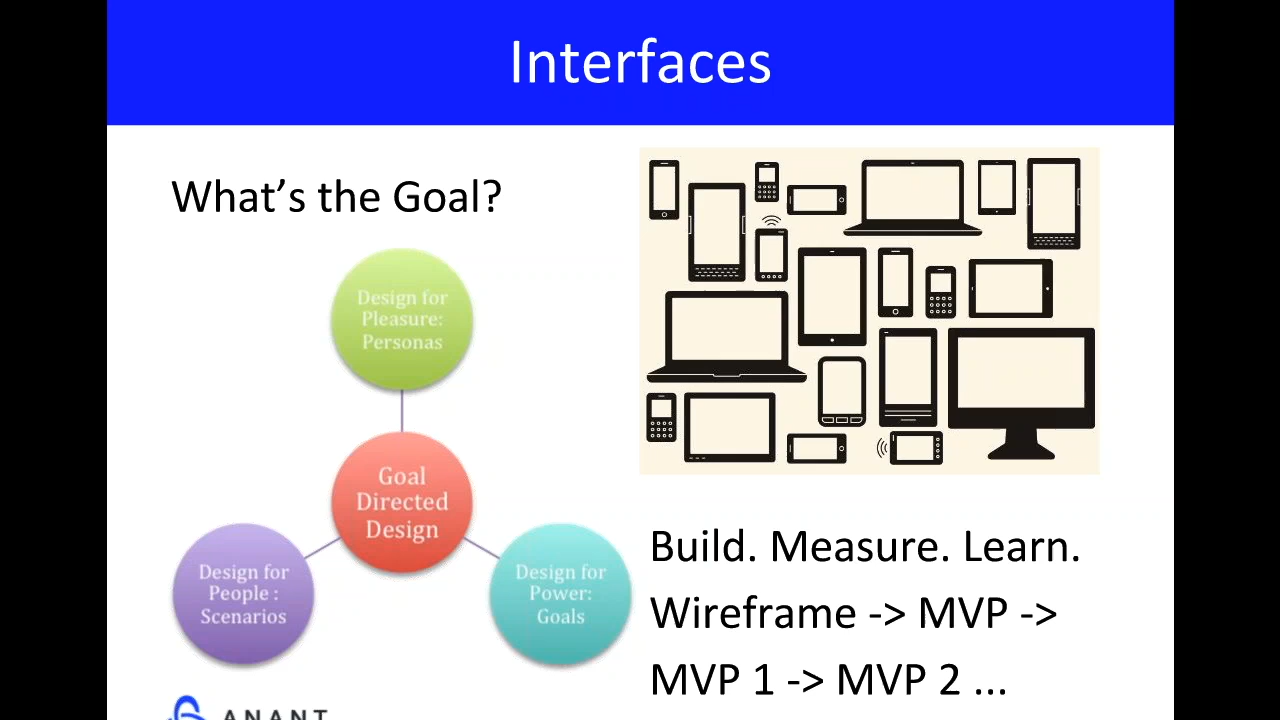 Interfaces
What's the Goal?
Design for
Pleasure:
Personas
Goal
Directed
Design
Design for
People :
Scenarios
Design for
Power:
Goals
Build. Measure. Learn.
Wireframe -> MVP ->
MVP 1 -> MVP 2 ...
ANANT